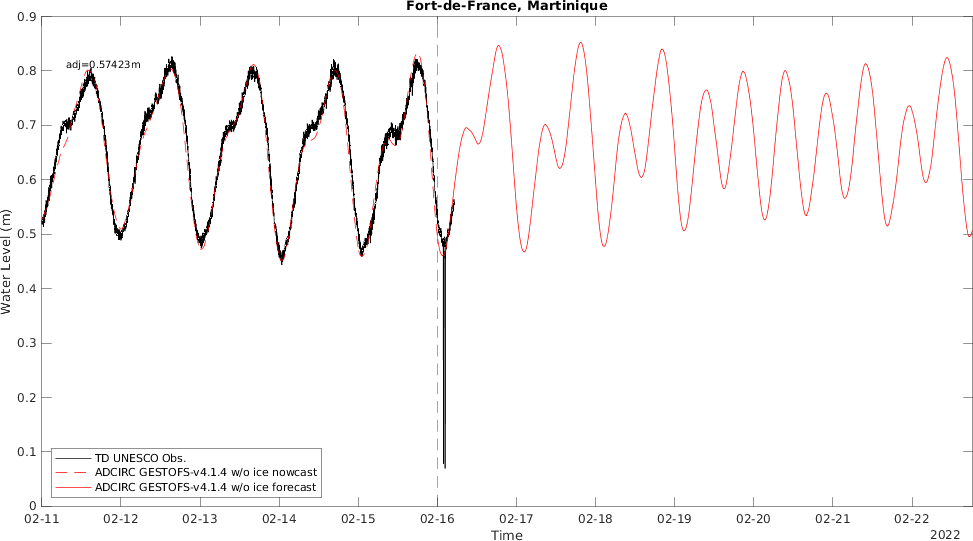 Fort-de-France, Martinique
adj=0.57423m
0.9
0.8
0.7
0.6
0.5
0.4
0.3
0.2
0.1
0
Water Level (m)
TD UNESCO Obs.
ADCIRC GESTOFS-v4.1.4 w/o ice nowcast
ADCIRC GESTOFS-v4.1.4 w/o ice forecast
02-11 02-12 02-13 02-14 02-15 02-16 02-17 02-18 02-19 02-20 02-21 02-22
Time
2022